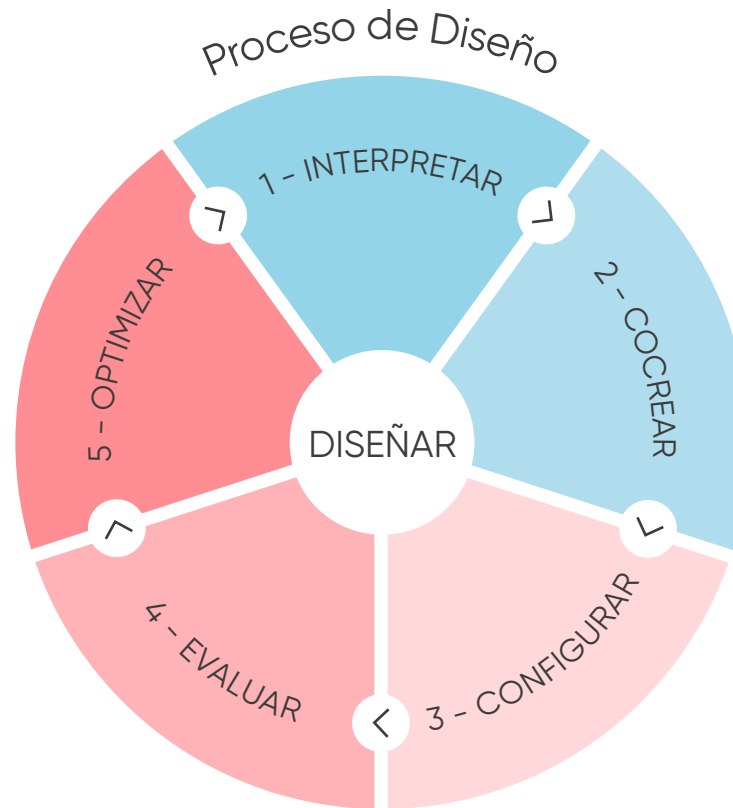 Proceso de Diseño
1 - INTERPRETAR
2 - COCREAR
3 - CONFIGURAR
4 - EVALUAR
5 - OPTIMIZAR
DISEÑAR